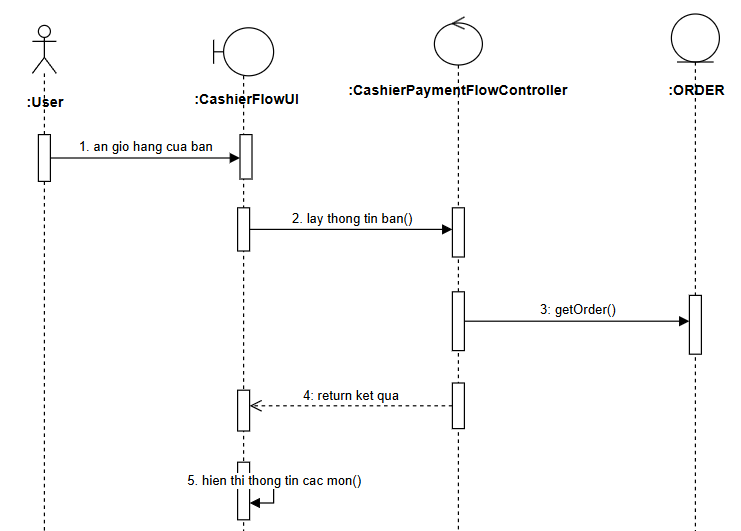 :User
:CashierFlowUI
:CashierPaymentFlowController
:ORDER
1. an gio hang cua ban
2. lay thong tin ban()
3: getOrder()
4: return ket qua
5. hien thi thong tin cac mon()